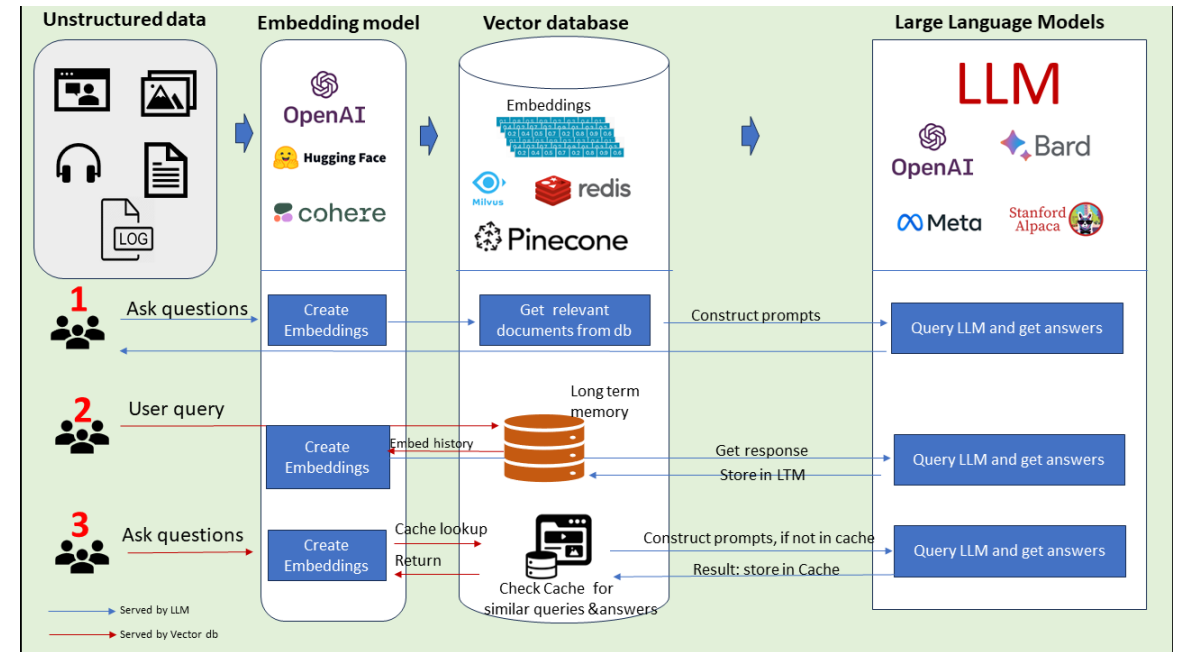 Unstructured data
Embedding model
Vector database
Large Language Models
LOG
OpenAI
Hugging Face
cohere
Embeddings
Milvus
redis
Pinecone
LLM
OpenAI
Bard
Meta
Stanford
Alpaca
1
Ask questions
Create
Embeddings
Get relevant
documents from db
Construct prompts
Query LLM and get answers
2
User query
Create
Embeddings
Embed history
Long term
memory
Get response
Store in LTM
Query LLM and get answers
3
Ask questions
Create
Embeddings
Cache lookup
Return
Check Cache for
similar queries &answers
Construct prompts, if not in cache
Result: store in Cache
Query LLM and get answers
Served by LLM
Served by Vector db